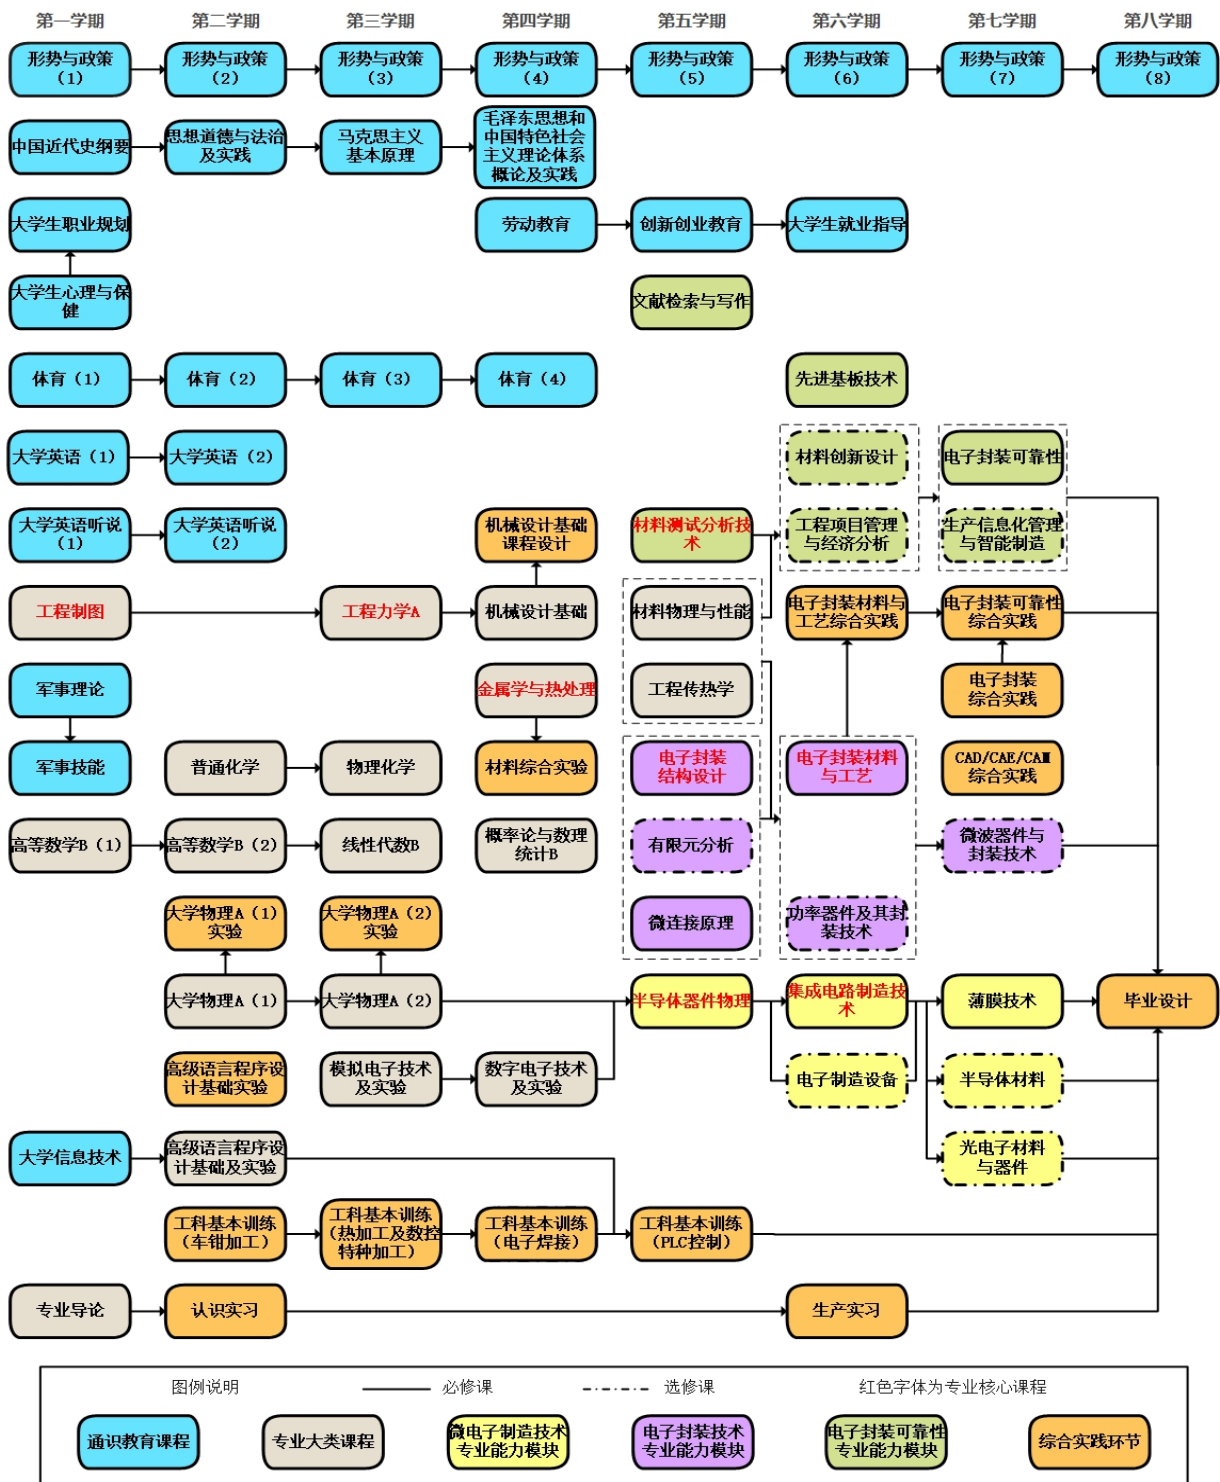 第一学期
第二学期
第三学期
第四学期
第五学期
第六学期
第七学期
第八学期
形势与政策
（1）
形势与政策
（2）
形势与政策
（3）
形势与政策
（4）
形势与政策
（5）
形势与政策
（6）
形势与政策
（7）
形势与政策
（8）
中国近代史纲要
思想道德与法治
及实践
马克思主义
基本原理
毛泽东思想和
中国特色社会
主义理论体系
概论及实践
大学生职业规划
劳动教育
创新创业教育
大学生就业指导
大学生心理与保
健
文献检索与写作
体育（1）
体育（2）
体育（3）
体育（4）
先进基板技术
大学英语（1）
大学英语（2）
材料创新设计
电子封装可靠性
大学英语听说
（1）
大学英语听说
（2）
机械设计基础
课程设计
材料测试分析技
术
工程项目管理
与经济分析
生产信息化管理
与智能制造
工程制图
工程力学A
机械设计基础
材料物理与性能
电子封装材料与
工艺综合实践
电子封装可靠性
综合实践
军事理论
金属学与热处理
工程传热学
电子封装
综合实践
军事技能
普通化学
物理化学
材料综合实验
电子封装
结构设计
电子封装材料
与工艺
CAD/CAE/CAM
综合实践
高等数学B（1）
高等数学B（2）
线性代数B
概率论与数理
统计B
有限元分析
微波器件与
封装技术
大学物理A（1）
实验
大学物理A（2）
实验
微连接原理
功率器件及其封
装技术
大学物理A（1）
大学物理A（2）
半导体器件物理
集成电路制造技
术
薄膜技术
毕业设计
高级语言程序设
计基础实验
模拟电子技术
及实验
数字电子技术
及实验
电子制造设备
半导体材料
大学信息技术
高级语言程序设
计基础及实验
光电子材料
与器件
工科基本训练
（车钳加工）
工科基本训练
（热加工及数控
特种加工）
工科基本训练
（电子焊接）
工科基本训练
（PLC控制）
专业导论
认识实习
生产实习
图例说明
必修课
选修课
红色字体为专业核心课程
通识教育课程
专业大类课程
微电子制造技术
专业能力模块
电子封装技术
专业能力模块
电子封装可靠性
专业能力模块
综合实践环节